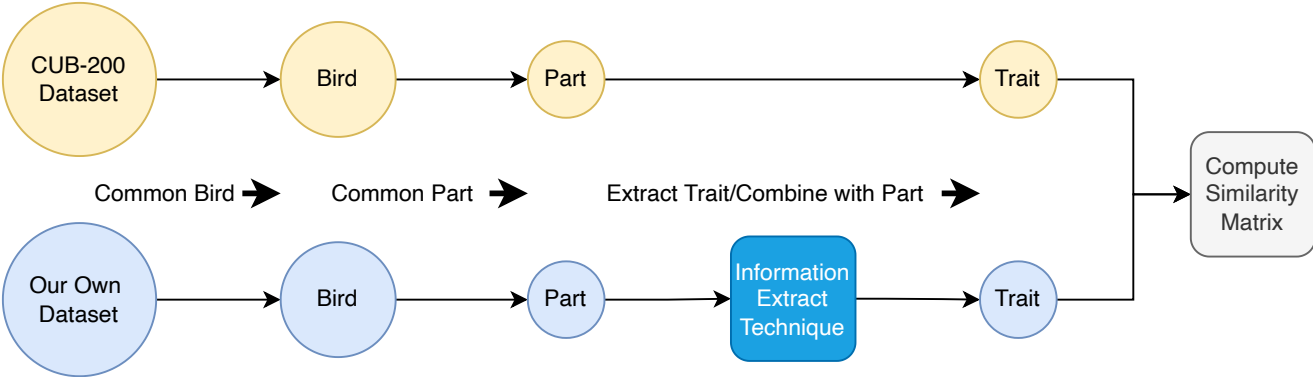 CUB-200
Dataset
Bird
Part
Trait
Common Bird
Common Part
Extract Trait/Combine with Part
Compute
Similarity
Matrix
Our Own
Dataset
Bird
Part
Information
Extract
Technique
Trait